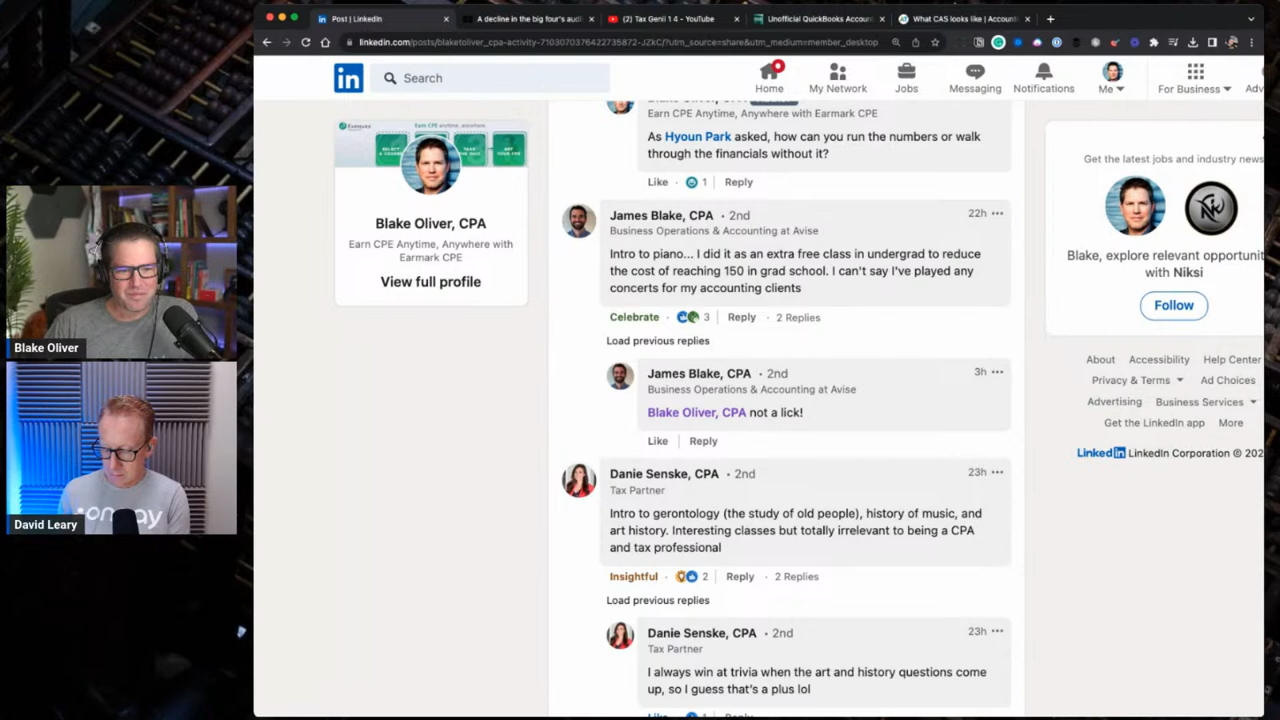 Post | LinkedIn
A decline in the big four's audi
(2) Tax Genii 1 4 - YouTube
Unofficial QuickBooks Accoun
What CAS looks like | Accounti
linkedin.com/posts/blaketoliver_cpa-activity-7103070376422735872-JZkC/?utm_source=share&utm_medium=member_desktop
in
Search
Home
My Network
Jobs
Messaging
Notifications
Me
For Business
Adv
Earn CPE anytime, anywhere
Blake Oliver, CPA
Earn CPE Anytime, Anywhere with
Earmark CPE
View full profile
Earn CPE Anytime, Anywhere with Earmark CPE
As Hyoun Park asked, how can you run the numbers or walk
through the financials without it?
Like
1
Reply
James Blake, CPA • 2nd
22h
Business Operations & Accounting at Avise
Intro to piano... I did it as an extra free class in undergrad to reduce
the cost of reaching 150 in grad school. I can't say I've played any
concerts for my accounting clients
Celebrate
3
Reply
2 Replies
Load previous replies
James Blake, CPA • 2nd
3h
Business Operations & Accounting at Avise
Blake Oliver, CPA not a lick!
Like
Reply
Danie Senske, CPA • 2nd
23h
Tax Partner
Intro to gerontology (the study of old people), history of music, and
art history. Interesting classes but totally irrelevant to being a CPA
and tax professional
Insightful
2
Reply
2 Replies
Load previous replies
Danie Senske, CPA • 2nd
23h
Tax Partner
I always win at trivia when the art and history questions come
up, so I guess that's a plus lol
Get the latest jobs and industry news
Blake, explore relevant opportunit
with Niksi
Follow
About
Accessibility
Help Center
Privacy & Terms
Ad Choices
Advertising
Business Services
Get the LinkedIn app
More
LinkedIn LinkedIn Corporation © 202
Blake Oliver
David Leary